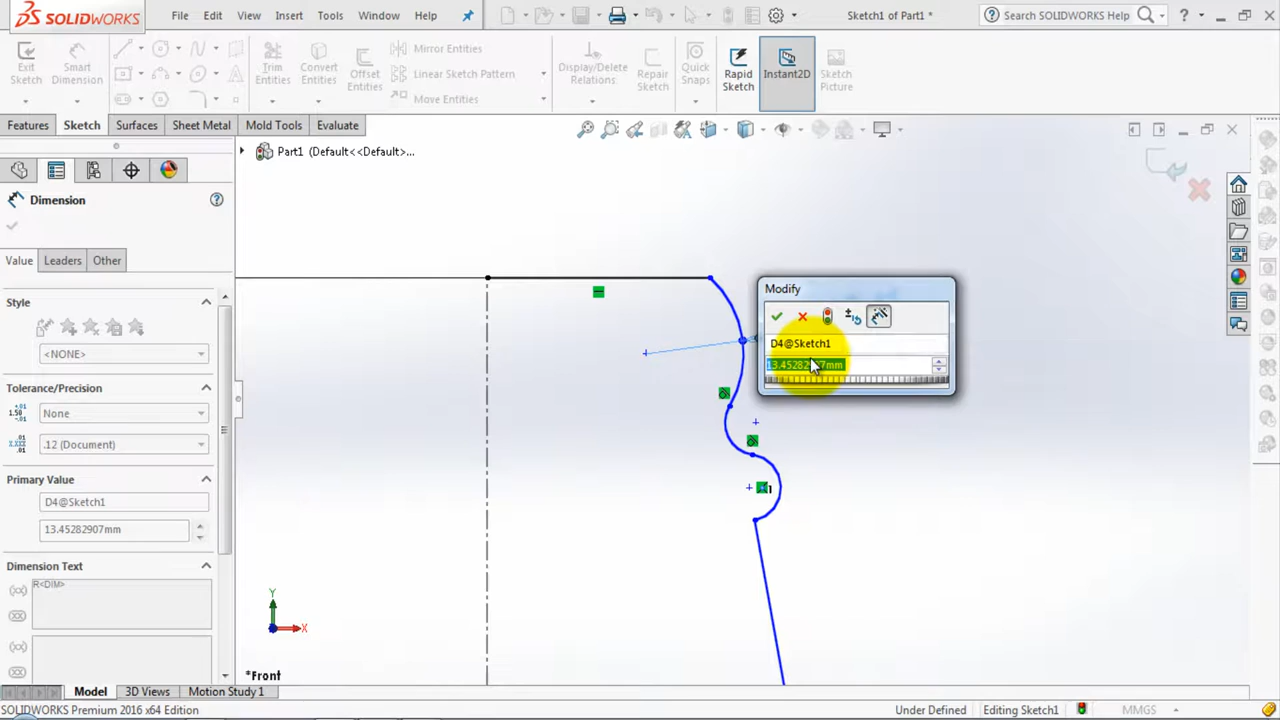 SOLIDWORKS
File Edit View Insert Tools Window Help
Sketch1 of Part1 *
Search SOLIDWORKS Help
Exit Sketch
Smart Dimension
Trim Entities
Convert Entities
Offset Entities
Mirror Entities
Linear Sketch Pattern
Move Entities
Display/Delete Relations
Repair Sketch
Quick Snaps
Rapid Sketch
Instant2D
Sketch Picture
Features Sketch Surfaces Sheet Metal Mold Tools Evaluate
Part1 (Default<<Default>...
Dimension
Value Leaders Other
Style
<NONE>
Tolerance/Precision
None
.12 (Document)
Primary Value
D4@Sketch1
13.45282907mm
Dimension Text
R<DIM>
Modify
D4@Sketch1
13.45282907mm
Y
X
*Front
Model 3D Views Motion Study 1
SOLIDWORKS Premium 2016 x64 Edition
Under Defined
Editing Sketch1
MMGS